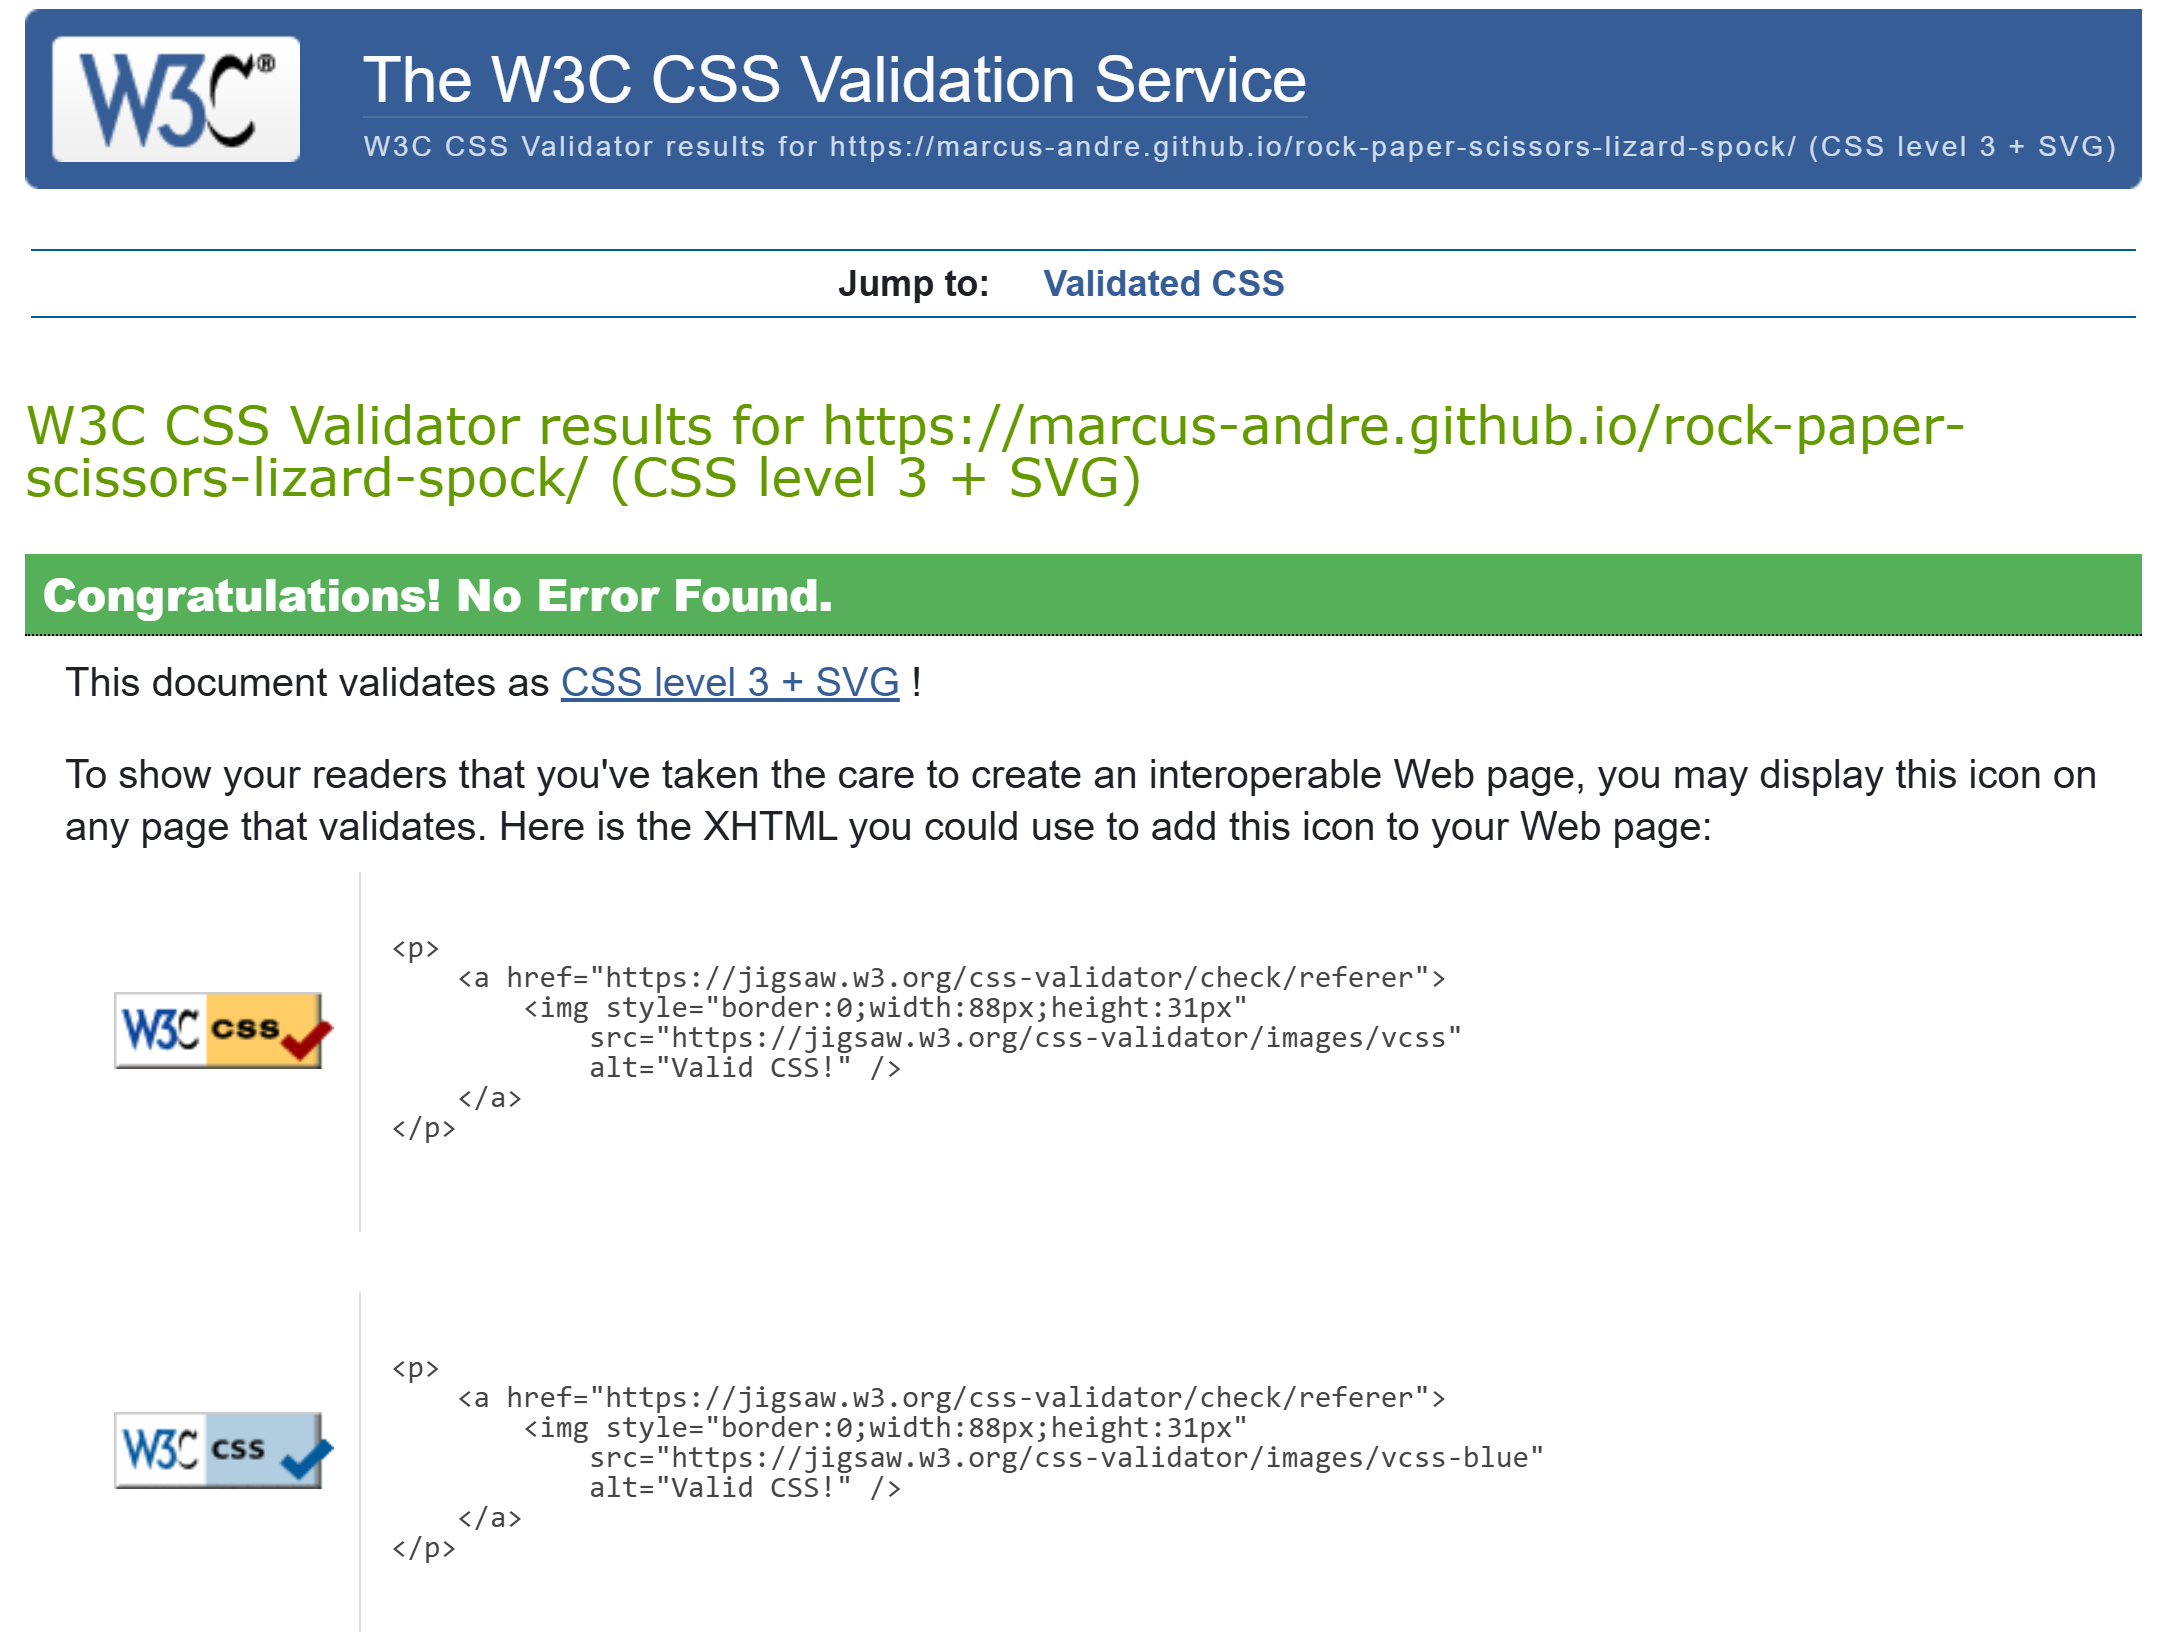 W3C®
The W3C CSS Validation Service
W3C CSS Validator results for https://marcus-andre.github.io/rock-paper-scissors-lizard-spock/ (CSS level 3 + SVG)
Jump to: Validated CSS
W3C CSS Validator results for https://marcus-andre.github.io/rock-paper-
scissors-lizard-spock/ (CSS level 3 + SVG)
Congratulations! No Error Found.
This document validates as CSS level 3 + SVG !
To show your readers that you've taken the care to create an interoperable Web page, you may display this icon on
any page that validates. Here is the XHTML you could use to add this icon to your Web page:
<p>
    <a href="https://jigsaw.w3.org/css-validator/check/referer">
        <img style="border:0;width:88px;height:31px"
            src="https://jigsaw.w3.org/css-validator/images/vcss"
W3C css
            alt="Valid CSS!" />
    </a>
</p>
<p>
    <a href="https://jigsaw.w3.org/css-validator/check/referer">
        <img style="border:0;width:88px;height:31px"
            src="https://jigsaw.w3.org/css-validator/images/vcss-blue"
W3C css
            alt="Valid CSS!" />
    </a>
</p>